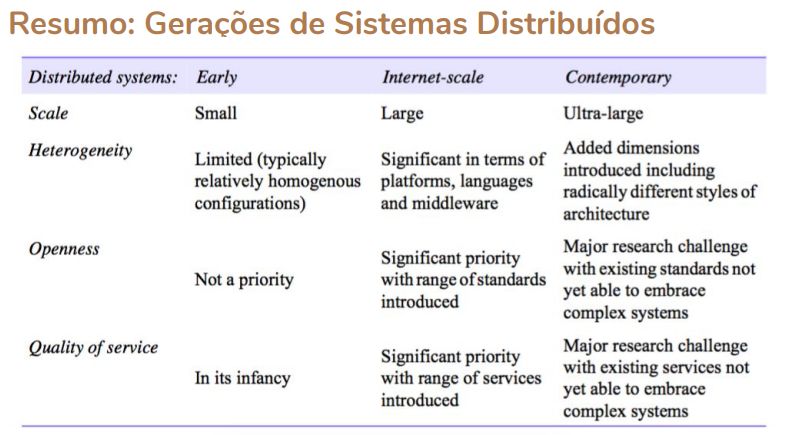 Resumo: Gerações de Sistemas Distribuídos
Distributed systems: Early Internet-scale Contemporary
Scale Small Large Ultra-large
Heterogeneity
Limited (typically
relatively homogenous
configurations)
Significant in terms of
platforms, languages
and middleware
Added dimensions
introduced including
radically different styles of
architecture
Openness
Not a priority
Significant priority
with range of standards
introduced
Major research challenge
with existing standards not
yet able to embrace
complex systems
Quality of service
In its infancy
Significant priority
with range of services
introduced
Major research challenge
with existing services not
yet able to embrace
complex systems